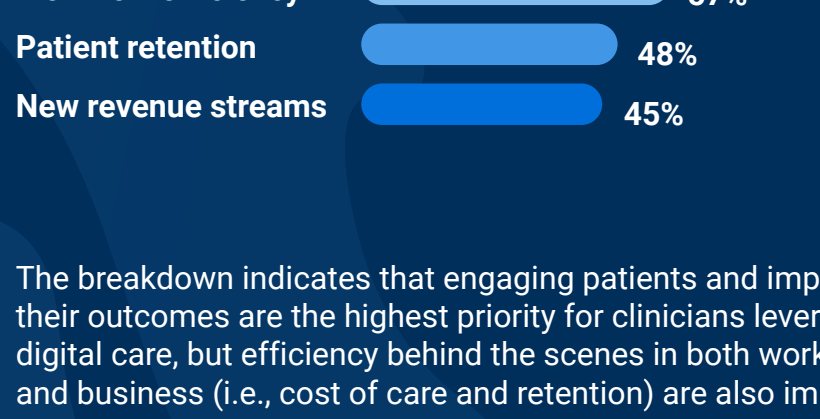 Patient retention 48%
New revenue streams 45%
The breakdown indicates that engaging patients and imp
their outcomes are the highest priority for clinicians lever
digital care, but efficiency behind the scenes in both work
and business (i.e., cost of care and retention) are also im